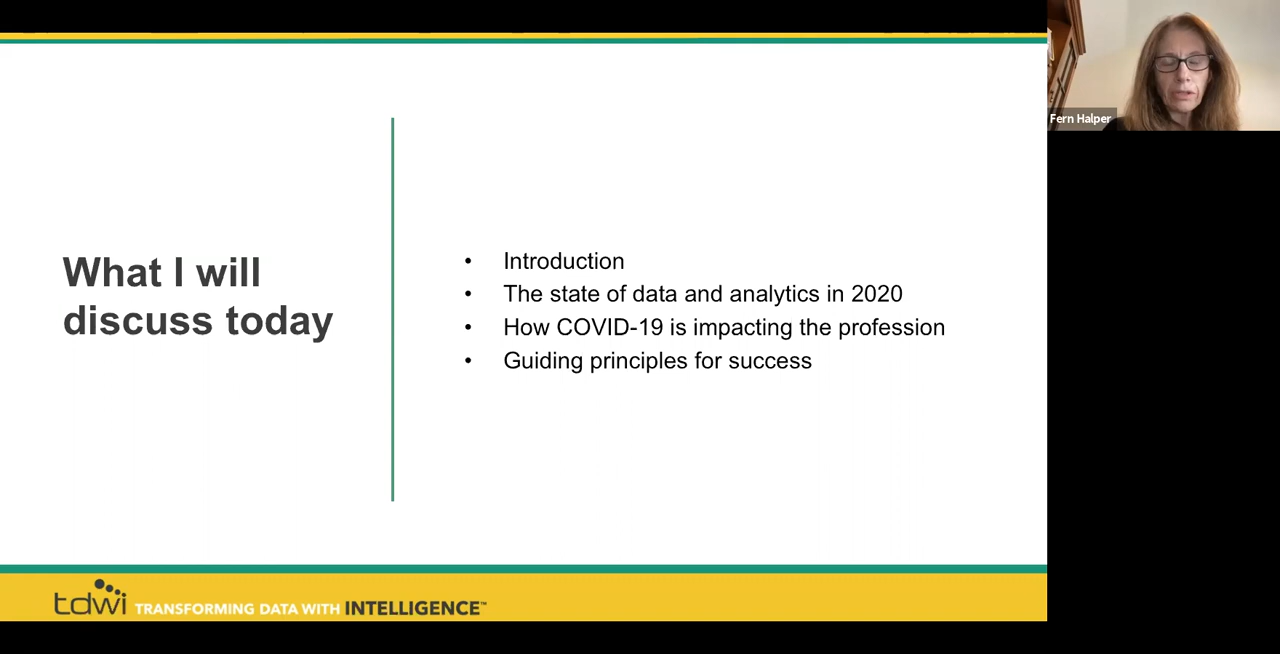 What I will
discuss today
• Introduction
• The state of data and analytics in 2020
• How COVID-19 is impacting the profession
• Guiding principles for success
tdwi TRANSFORMING DATA WITH INTELLIGENCE™
Fern Halper